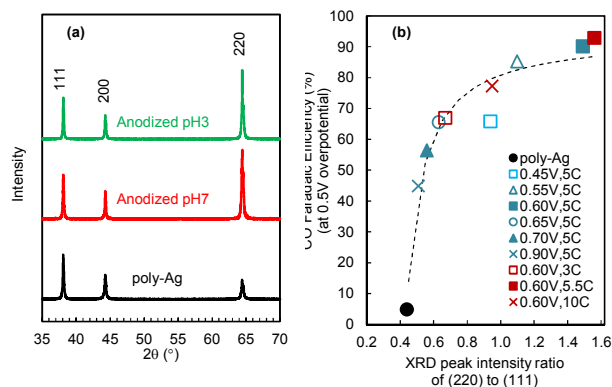 (a)
111
200
220
Anodized pH3
Anodized pH7
poly-Ag
Intensity
35 40 45 50 55 60 65 70
2θ (°)
(b)
CO Faradaic Efficiency (%)
(at 0.5V overpotential)
100
90
80
70
60
50
40
30
20
10
0
poly-Ag
0.45V,5C
0.55V,5C
0.60V,5C
0.65V,5C
0.70V,5C
0.90V,5C
0.60V,3C
0.60V,5.5C
0.60V,10C
0.2 0.4 0.6 0.8 1.0 1.2 1.4 1.6
XRD peak intensity ratio
of (220) to (111)